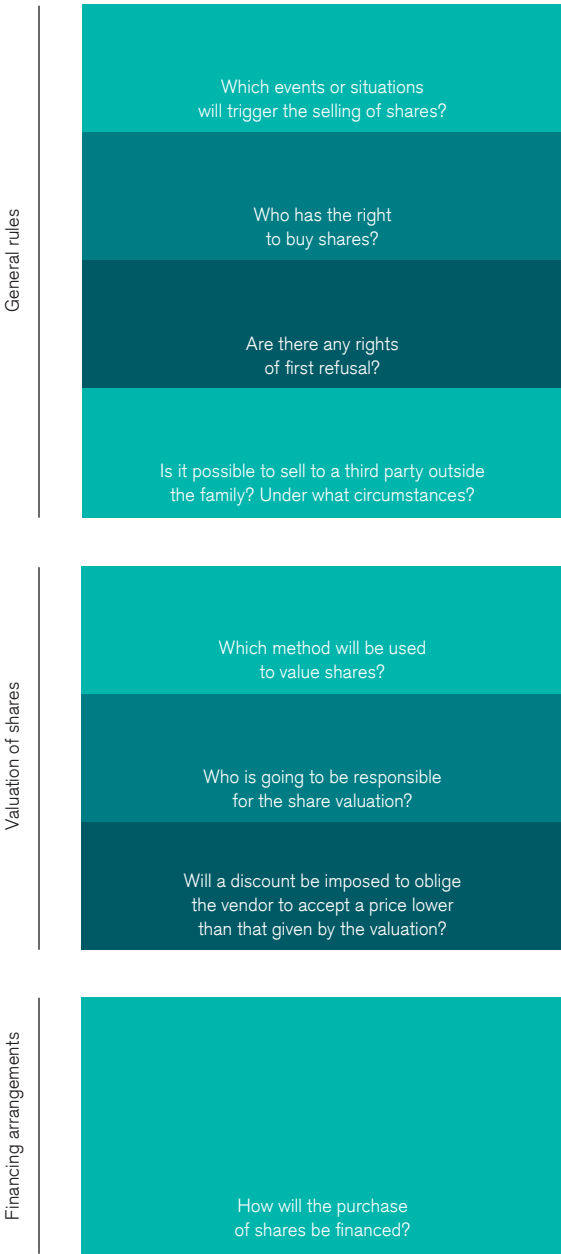 General rules
Which events or situations
will trigger the selling of shares?
Who has the right
to buy shares?
Are there any rights
of first refusal?
Is it possible to sell to a third party outside
the family? Under what circumstances?
Valuation of shares
Which method will be used
to value shares?
Who is going to be responsible
for the share valuation?
Will a discount be imposed to oblige
the vendor to accept a price lower
than that given by the valuation?
Financing arrangements
How will the purchase
of shares be financed?